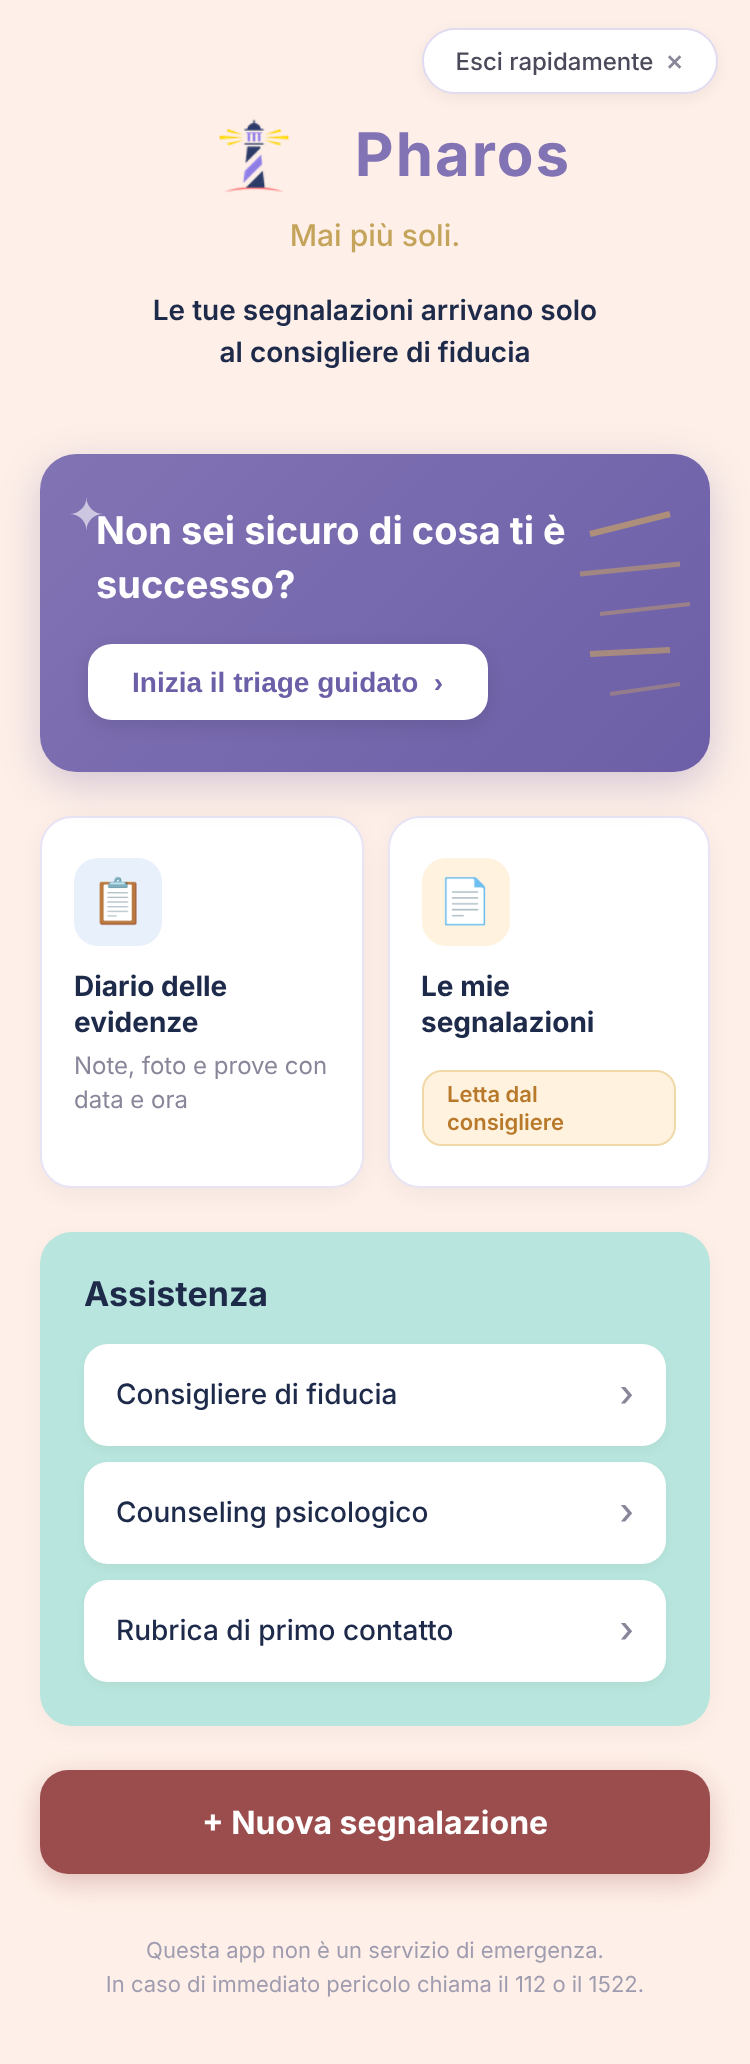 Esci rapidamente ×
Pharos
Mai più soli.
Le tue segnalazioni arrivano solo
al consigliere di fiducia
Non sei sicuro di cosa ti è
successo?
Inizia il triage guidato ›
Diario delle
evidenze
Note, foto e prove con
data e ora
Le mie
segnalazioni
Letta dal
consigliere
Assistenza
Consigliere di fiducia ›
Counseling psicologico ›
Rubrica di primo contatto ›
+ Nuova segnalazione
Questa app non è un servizio di emergenza.
In caso di immediato pericolo chiama il 112 o il 1522.